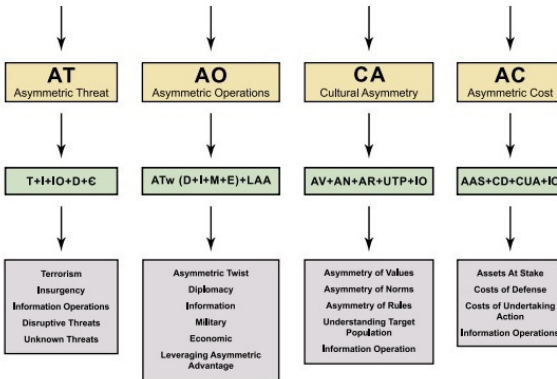 AT
Asymmetric Threat
AO
Asymmetric Operations
CA
Cultural Asymmetry
AC
Asymmetric Cost
T+I+IO+D+Є
ATw (D+I+M+E)+LAA
AV+AN+AR+UTP+IO
AAS+CD+CUA+IO
Terrorism
Insurgency
Information Operations
Disruptive Threats
Unknown Threats
Asymmetric Twist
Diplomacy
Information
Military
Economic
Leveraging Asymmetric
Advantage
Asymmetry of Values
Asymmetry of Norms
Asymmetry of Rules
Understanding Target
Population
Information Operation
Assets At Stake
Costs of Defense
Costs of Undertaking
Action
Information Operations